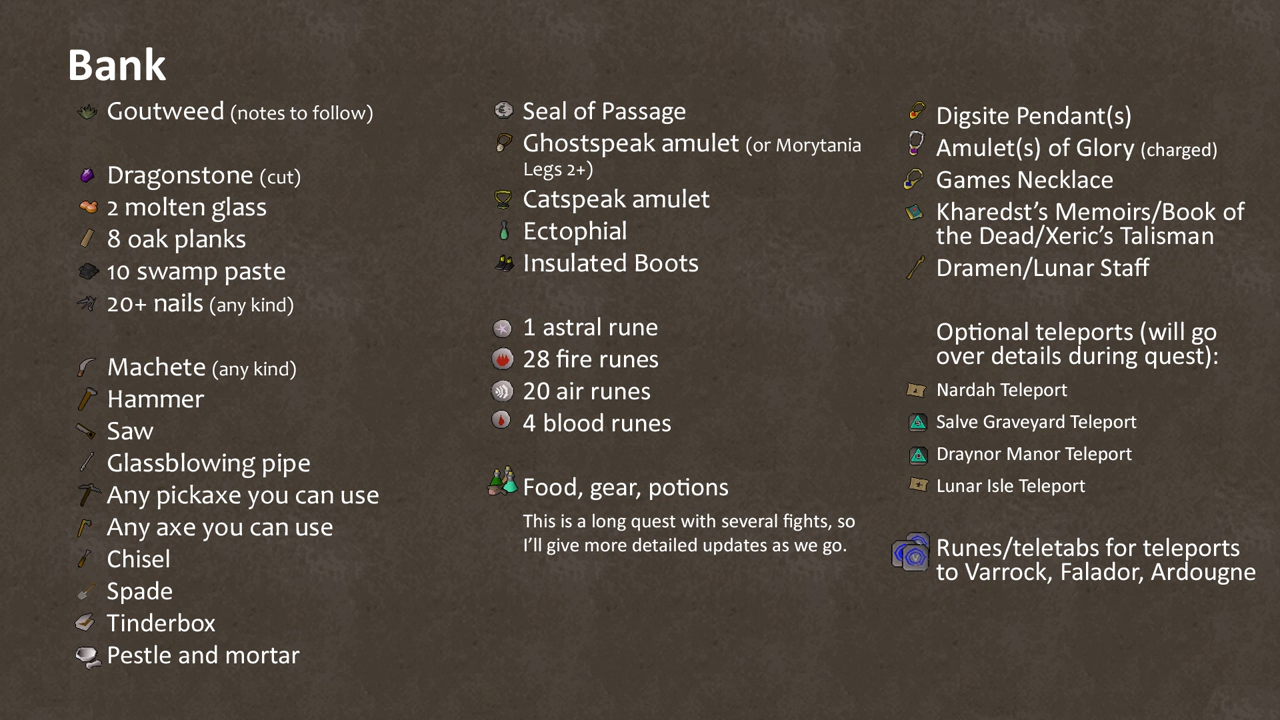 Bank
Goutweed (notes to follow)
Dragonstone (cut)
2 molten glass
8 oak planks
10 swamp paste
20+ nails (any kind)
Machete (any kind)
Hammer
Saw
Glassblowing pipe
Any pickaxe you can use
Any axe you can use
Chisel
Spade
Tinderbox
Pestle and mortar
Seal of Passage
Ghostspeak amulet (or Morytania
Legs 2+)
Catspeak amulet
Ectophial
Insulated Boots
1 astral rune
28 fire runes
20 air runes
4 blood runes
Food, gear, potions
This is a long quest with several fights, so
I'll give more detailed updates as we go.
Digsite Pendant(s)
Amulet(s) of Glory (charged)
Games Necklace
Kharedst's Memoirs/Book of
the Dead/Xeric's Talisman
Dramen/Lunar Staff
Optional teleports (will go
over details during quest):
Nardah Teleport
Salve Graveyard Teleport
Draynor Manor Teleport
Lunar Isle Teleport
Runes/teletabs for teleports
to Varrock, Falador, Ardougne